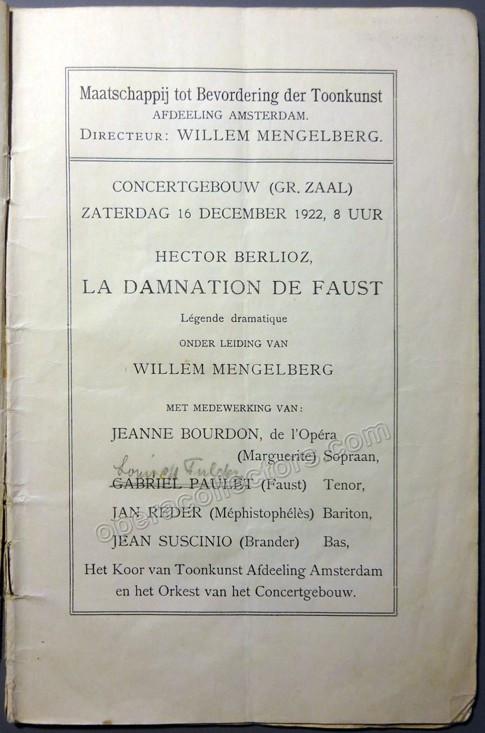 Maatschappij tot Bevordering der Toonkunst
AFDEELING AMSTERDAM.
DIRECTEUR: WILLEM MENGELBERG.
CONCERTGEBOUW (GR. ZAAL)
ZATERDAG 16 DECEMBER 1922, 8 UUR
HECTOR BERLIOZ,
LA DAMNATION DE FAUST
Légende dramatique
ONDER LEIDING VAN
WILLEM MENGELBERG
MET MEDEWERKING VAN:
JEANNE BOURDON, de l'Opéra
(Marguerite) Sopraan,
Tulder
GABRIEL PAULET (Faust) Tenor,
JAN REDER (Méphistophélès) Bariton,
JEAN SUSCINIO (Brander) Bas,
Het Koor van Toonkunst Afdeeling Amsterdam
en het Orkest van het Concertgebouw.
operacollectors.com